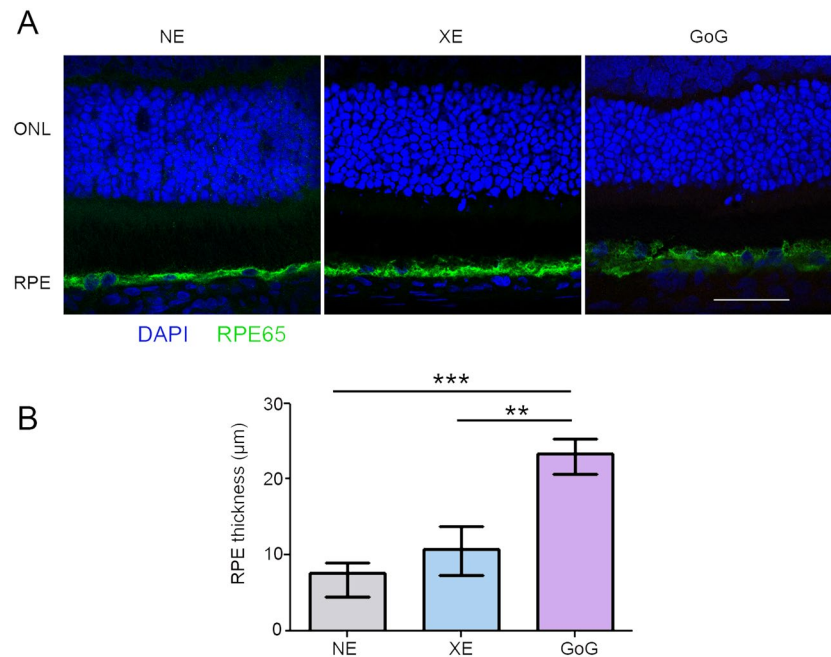 A
NE XE GoG
ONL
RPE
DAPI RPE65
B
***
**
RPE thickness (μm)
30
20
10
0
NE XE GoG